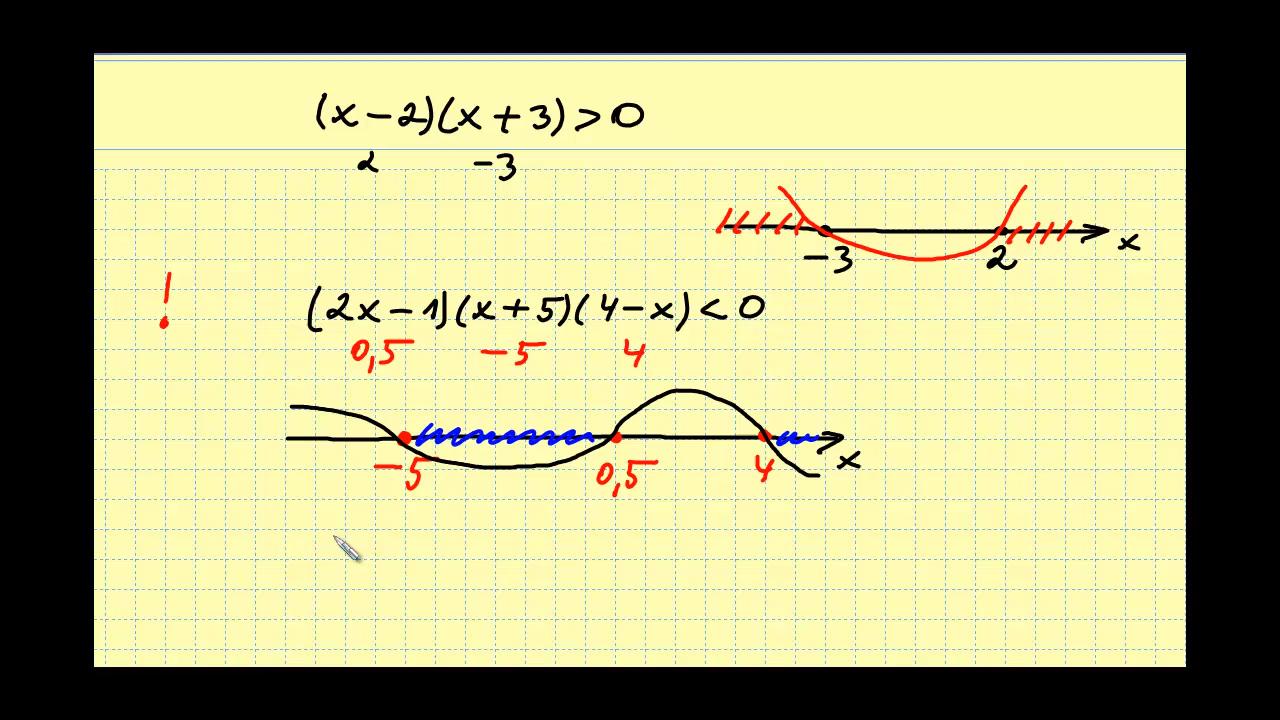 (x-2)(x+3)>0
2 -3
-3 2 x
!
(2x-1)(x+5)(4-x)<0
0,5 -5 4
-5 0,5 4 x